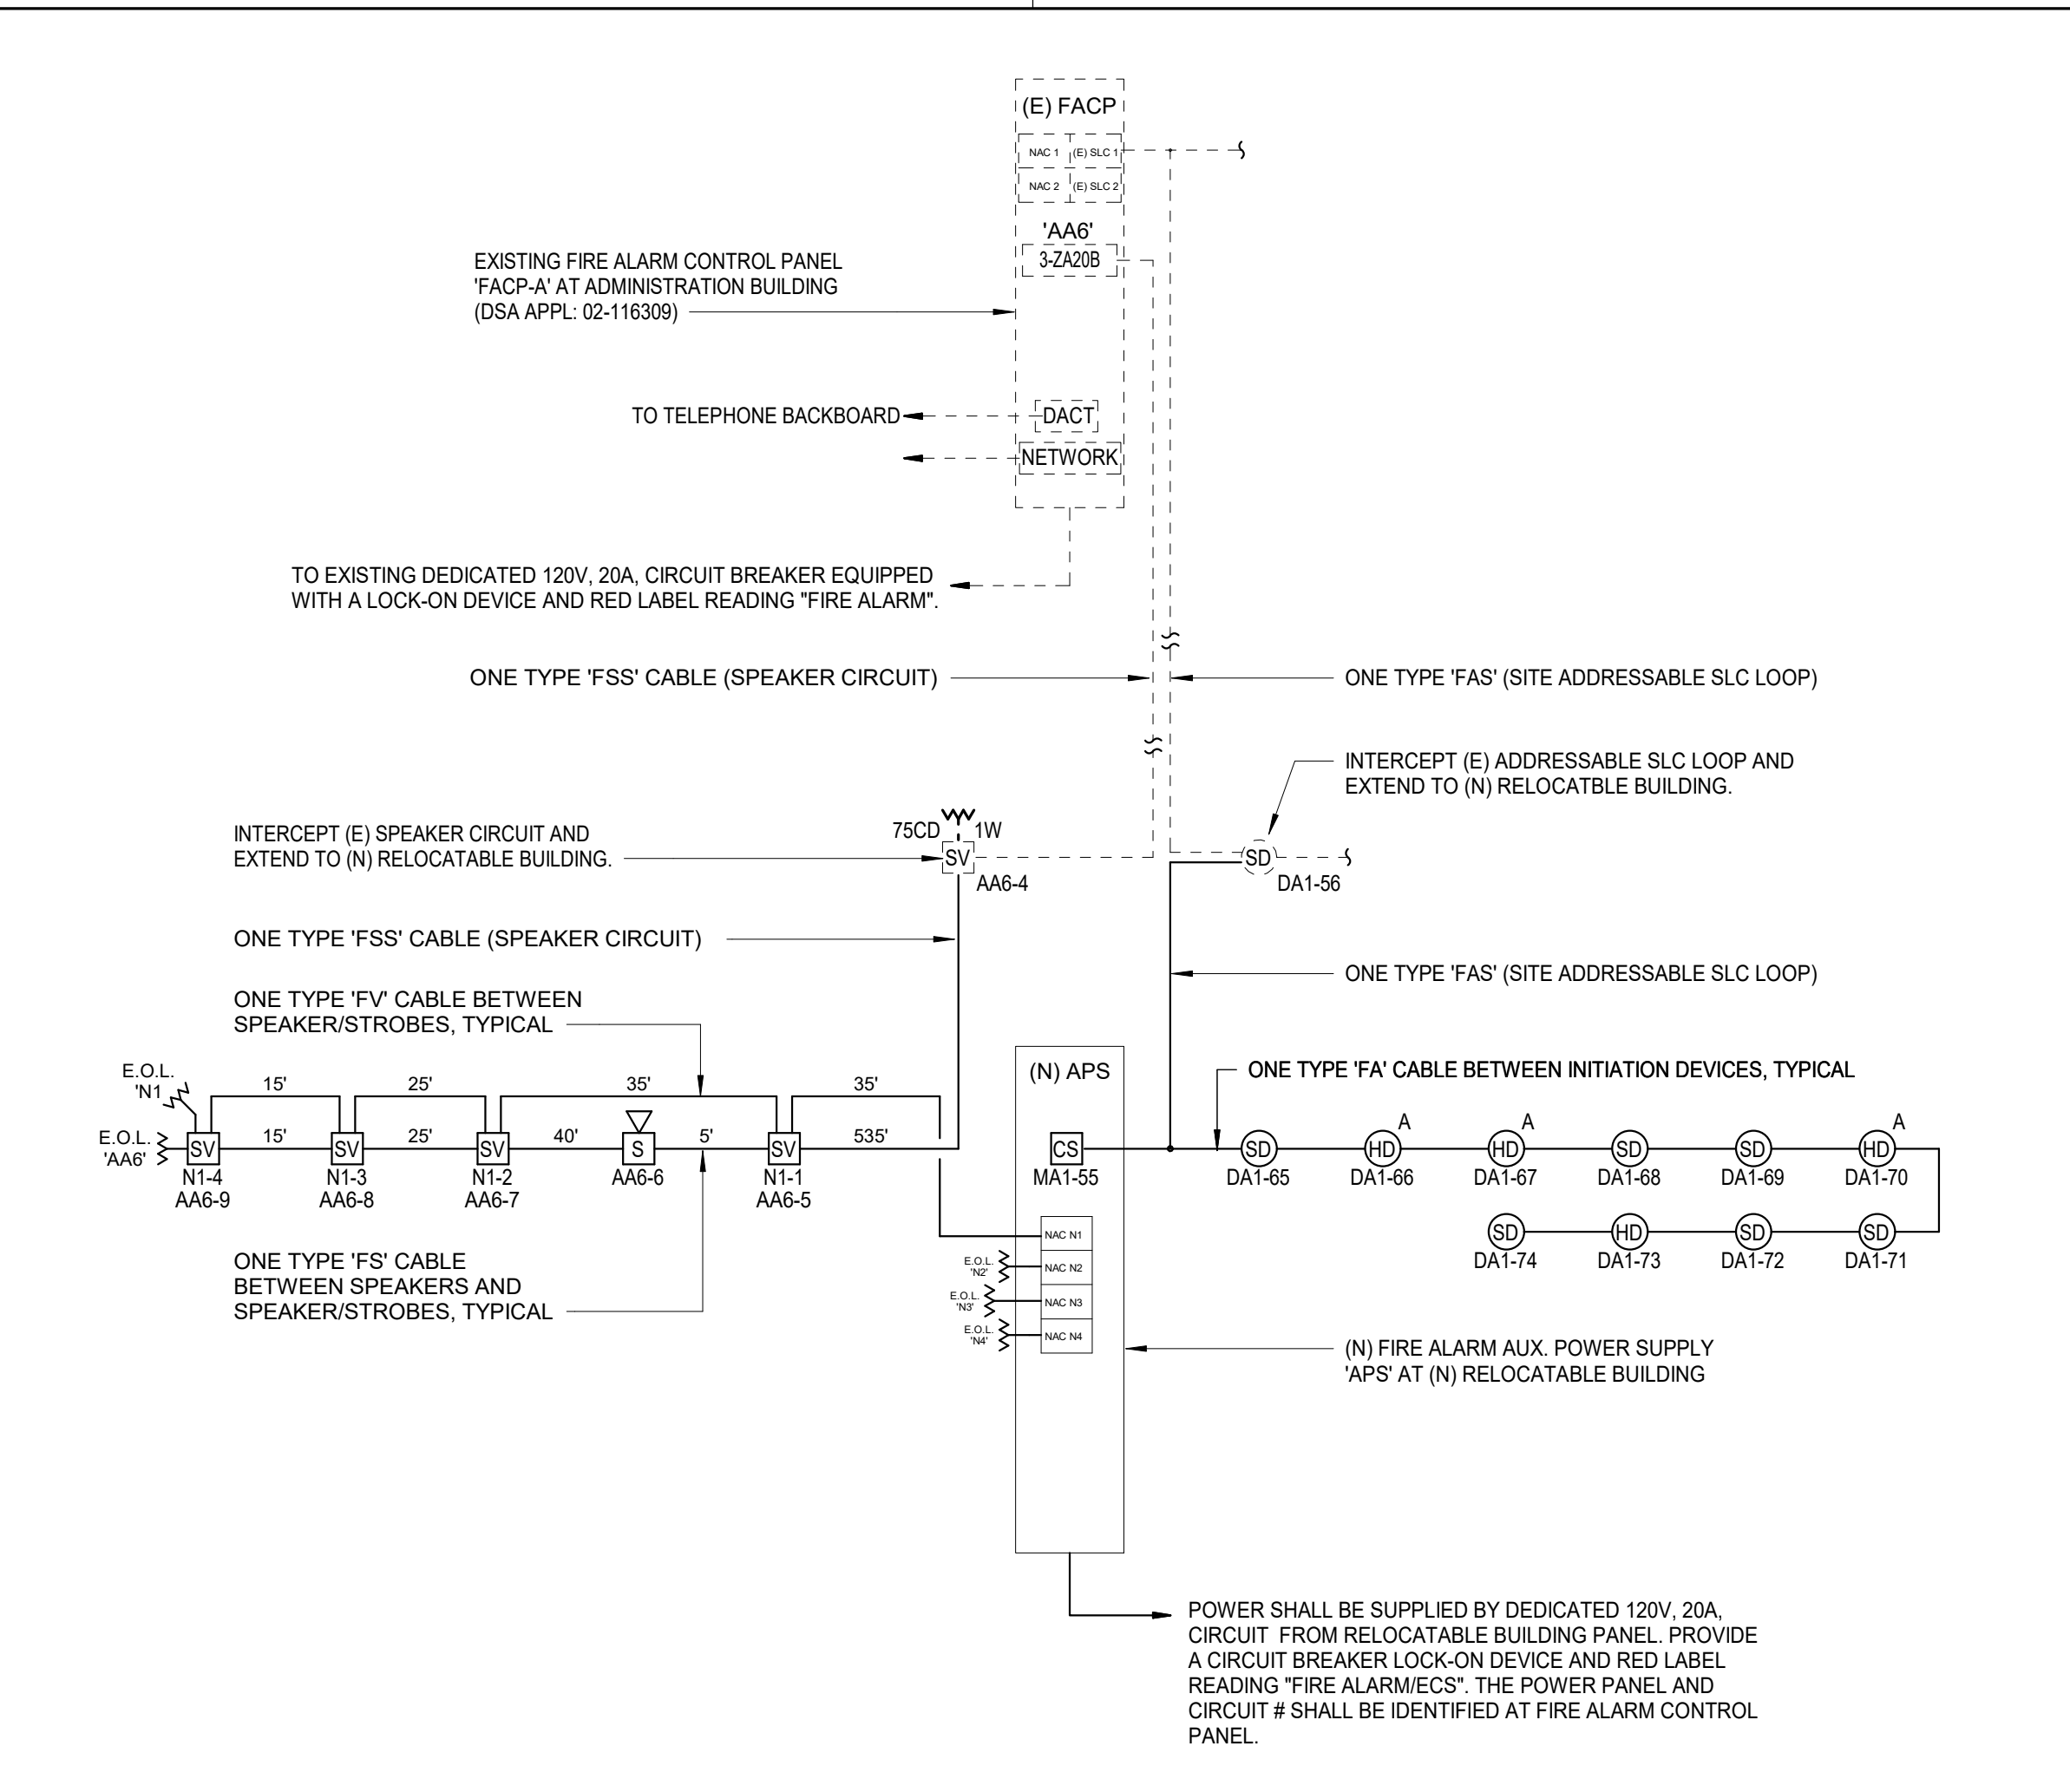 (E) FACP
NAC 1 (E) SLC 1
NAC 2 (E) SLC 2
'AA6'
3-ZA20B
EXISTING FIRE ALARM CONTROL PANEL
'FACP-A' AT ADMINISTRATION BUILDING
(DSA APPL: 02-116309)
TO TELEPHONE BACKBOARD
DACT
NETWORK
TO EXISTING DEDICATED 120V, 20A, CIRCUIT BREAKER EQUIPPED
WITH A LOCK-ON DEVICE AND RED LABEL READING "FIRE ALARM".
ONE TYPE 'FSS' CABLE (SPEAKER CIRCUIT)
ONE TYPE 'FAS' (SITE ADDRESSABLE SLC LOOP)
INTERCEPT (E) ADDRESSABLE SLC LOOP AND
EXTEND TO (N) RELOCATBLE BUILDING.
INTERCEPT (E) SPEAKER CIRCUIT AND
EXTEND TO (N) RELOCATABLE BUILDING.
75CD 1W
SV
AA6-4
SD
DA1-56
ONE TYPE 'FSS' CABLE (SPEAKER CIRCUIT)
ONE TYPE 'FAS' (SITE ADDRESSABLE SLC LOOP)
ONE TYPE 'FV' CABLE BETWEEN
SPEAKER/STROBES, TYPICAL
E.O.L.
'N1
15' 25' 35' 35'
E.O.L.
'AA6'
SV 15' SV 25' SV 40' S 5' SV 535'
N1-4 N1-3 N1-2 AA6-6 N1-1
AA6-9 AA6-8 AA6-7 AA6-5
ONE TYPE 'FS' CABLE
BETWEEN SPEAKERS AND
SPEAKER/STROBES, TYPICAL
(N) APS
CS
MA1-55
NAC N1
E.O.L.
'N2'
NAC N2
E.O.L.
'N3'
NAC N3
E.O.L.
'N4'
NAC N4
ONE TYPE 'FA' CABLE BETWEEN INITIATION DEVICES, TYPICAL
A A A
SD HD HD SD SD HD
DA1-65 DA1-66 DA1-67 DA1-68 DA1-69 DA1-70
SD HD SD SD
DA1-74 DA1-73 DA1-72 DA1-71
(N) FIRE ALARM AUX. POWER SUPPLY
'APS' AT (N) RELOCATABLE BUILDING
POWER SHALL BE SUPPLIED BY DEDICATED 120V, 20A,
CIRCUIT FROM RELOCATABLE BUILDING PANEL. PROVIDE
A CIRCUIT BREAKER LOCK-ON DEVICE AND RED LABEL
READING "FIRE ALARM/ECS". THE POWER PANEL AND
CIRCUIT # SHALL BE IDENTIFIED AT FIRE ALARM CONTROL
PANEL.